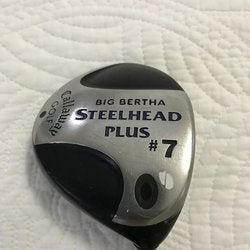 BIG BERTHA
STEELHEAD
PLUS
#7
Callaway
GOLF